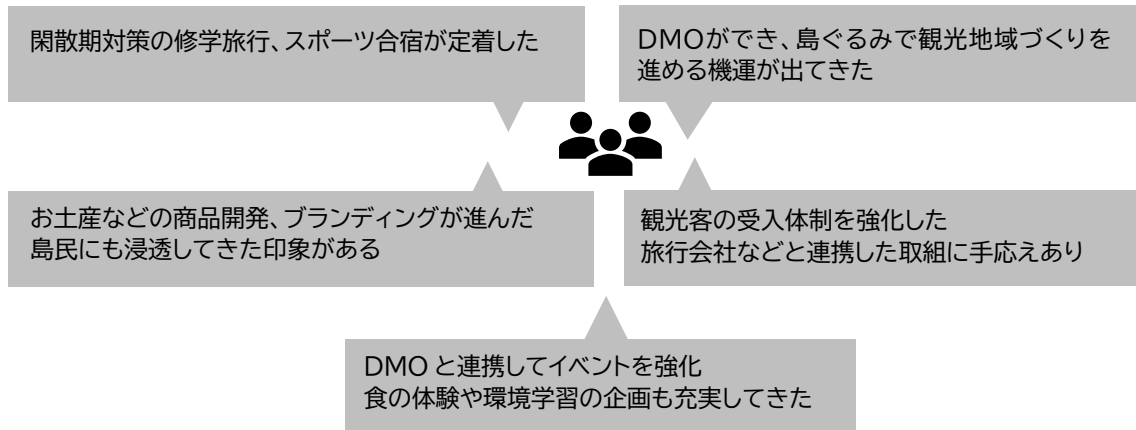 閑散期対策の修学旅行、スポーツ合宿が定着した
DMOができ、島ぐるみで観光地域づくりを
進める機運が出てきた
お土産などの商品開発、ブランディングが進んだ
島民にも浸透してきた印象がある
観光客の受入体制を強化した
旅行会社などと連携した取組に手応えあり
DMO と連携してイベントを強化
食の体験や環境学習の企画も充実してきた